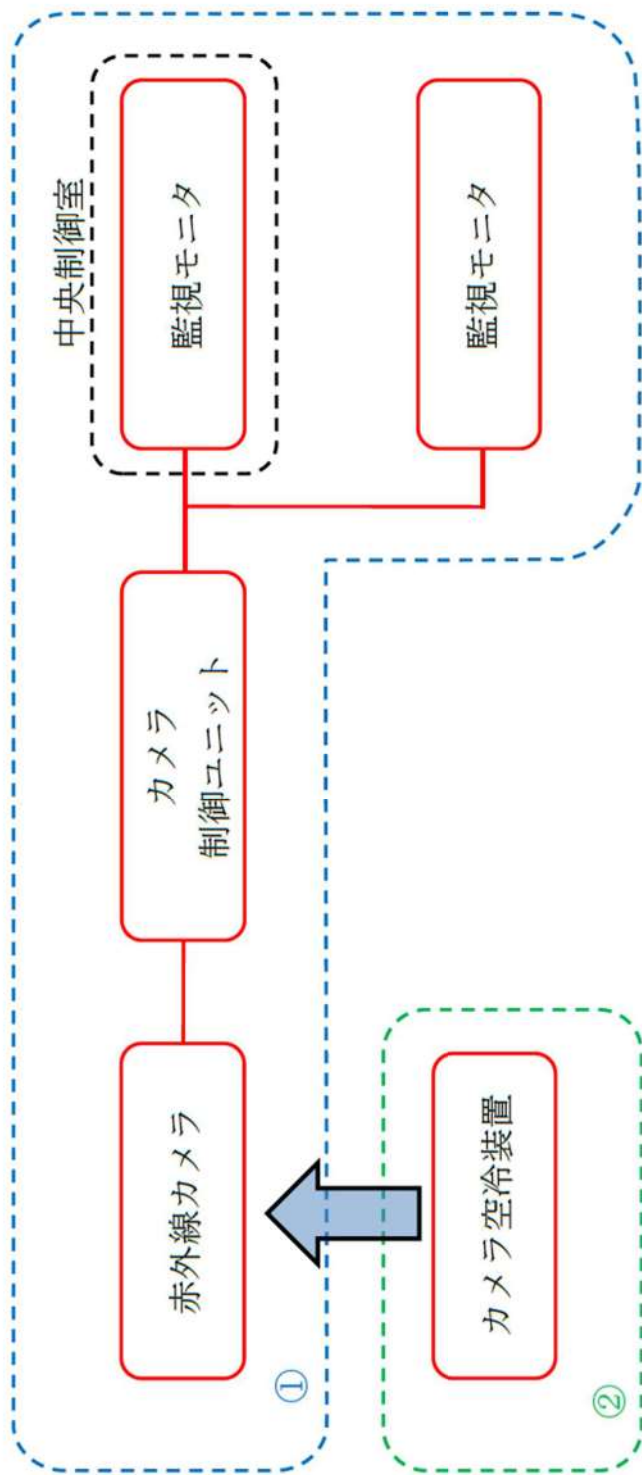 中央制御室
赤外線カメラ
カメラ
制御ユニット
監視モニタ
監視モニタ
①
カメラ空冷装置
②